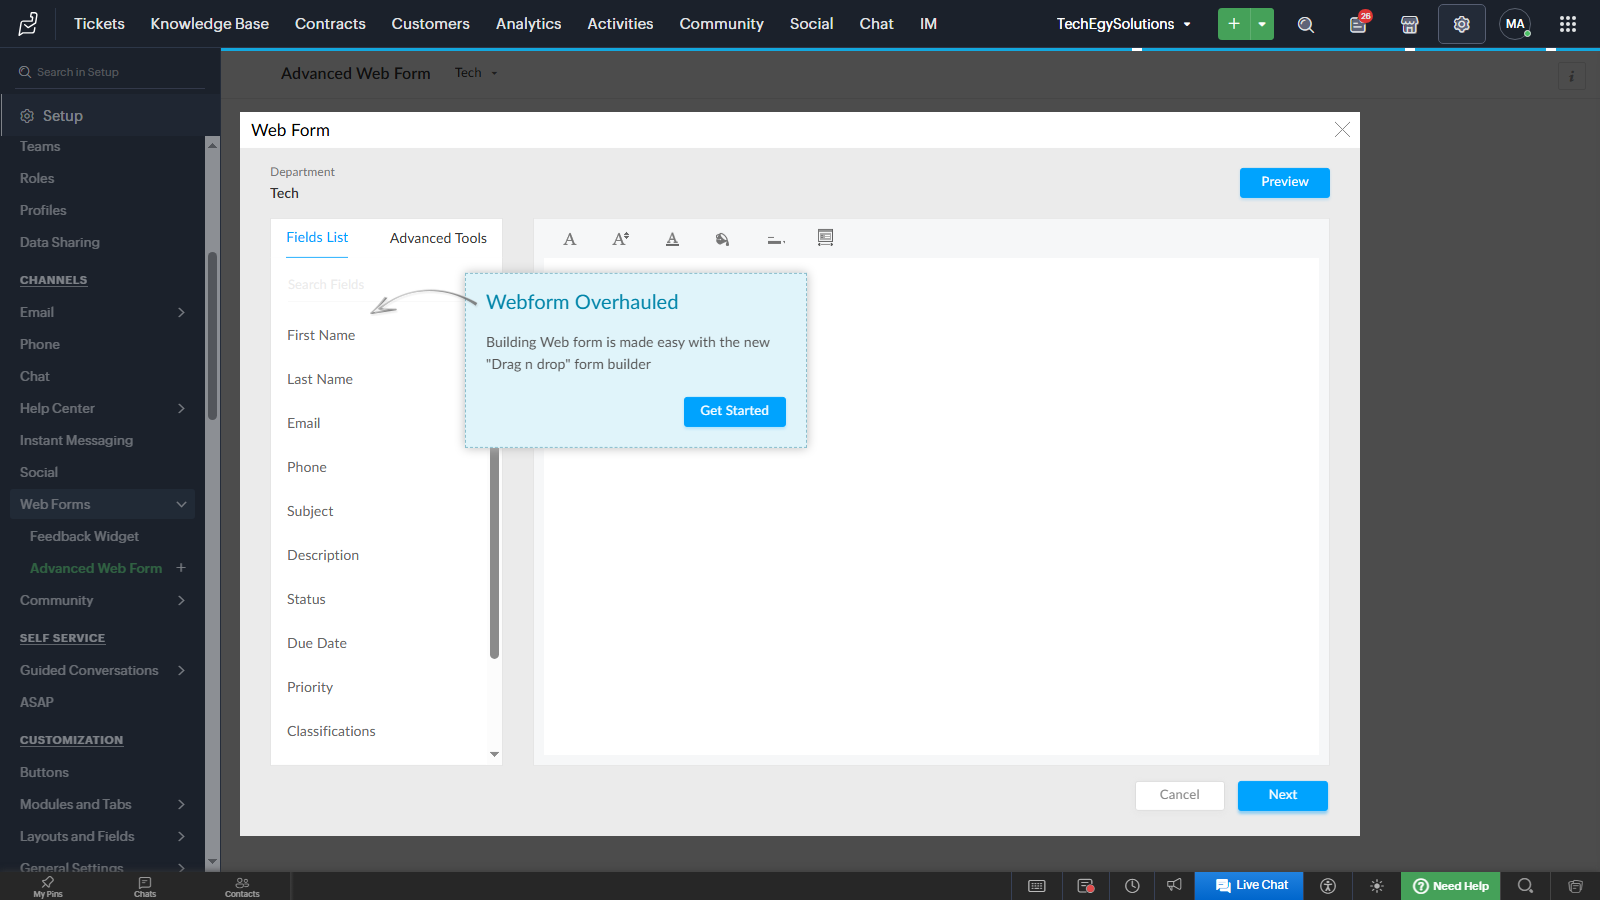 Tickets
Knowledge Base
Contracts
Customers
Analytics
Activities
Community
Social
Chat
IM
TechEgySolutions
26
MA
Search in Setup
Advanced Web Form
Tech
i
Setup
Teams
Roles
Profiles
Data Sharing
CHANNELS
Email
Phone
Chat
Help Center
Instant Messaging
Social
Web Forms
Feedback Widget
Advanced Web Form +
Community
SELF SERVICE
Guided Conversations
ASAP
CUSTOMIZATION
Buttons
Modules and Tabs
Layouts and Fields
General Settings
Web Form
Department
Tech
Preview
Fields List
Advanced Tools
Search Fields
First Name
Last Name
Email
Phone
Subject
Description
Status
Due Date
Priority
Classifications
A
A
A
Webform Overhauled
Building Web form is made easy with the new
"Drag n drop" form builder
Get Started
Cancel
Next
My Pins
Chats
Contacts
Live Chat
Need Help